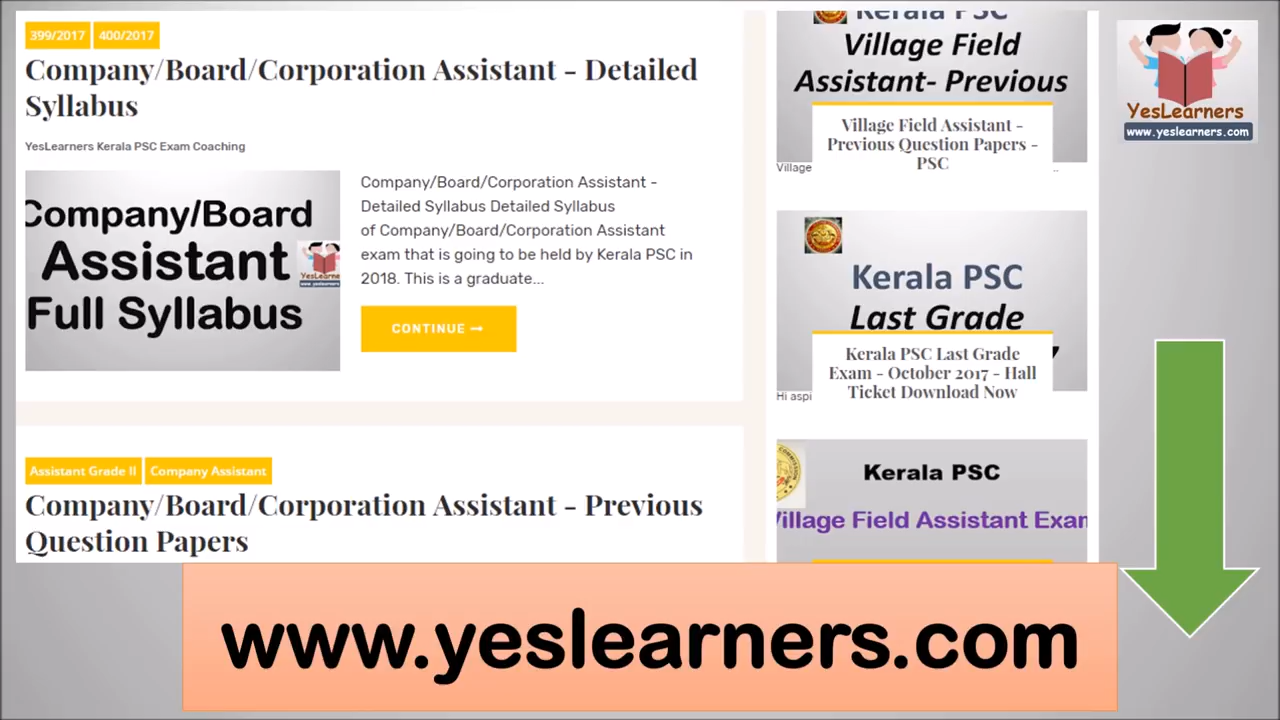 399/2017 400/2017
Company/Board/Corporation Assistant - Detailed
Syllabus
YesLearners Kerala PSC Exam Coaching
Company/Board
Assistant
Full Syllabus
YesLearners
Company/Board/Corporation Assistant -
Detailed Syllabus Detailed Syllabus
of Company/Board/Corporation Assistant
exam that is going to be held by Kerala PSC in
2018. This is a graduate...
CONTINUE
Assistant Grade II Company Assistant
Company/Board/Corporation Assistant - Previous
Question Papers
Kerala PSC
Village Field
Assistant- Previous
Village Field Assistant -
Previous Question Papers -
PSC
Village ..
Kerala PSC
Last Grade
Kerala PSC Last Grade
Exam - October 2017 - Hall
Ticket Download Now
Hi aspi
Kerala PSC
Village Field Assistant Exam
YesLearners
www.yeslearners.com
www.yeslearners.com